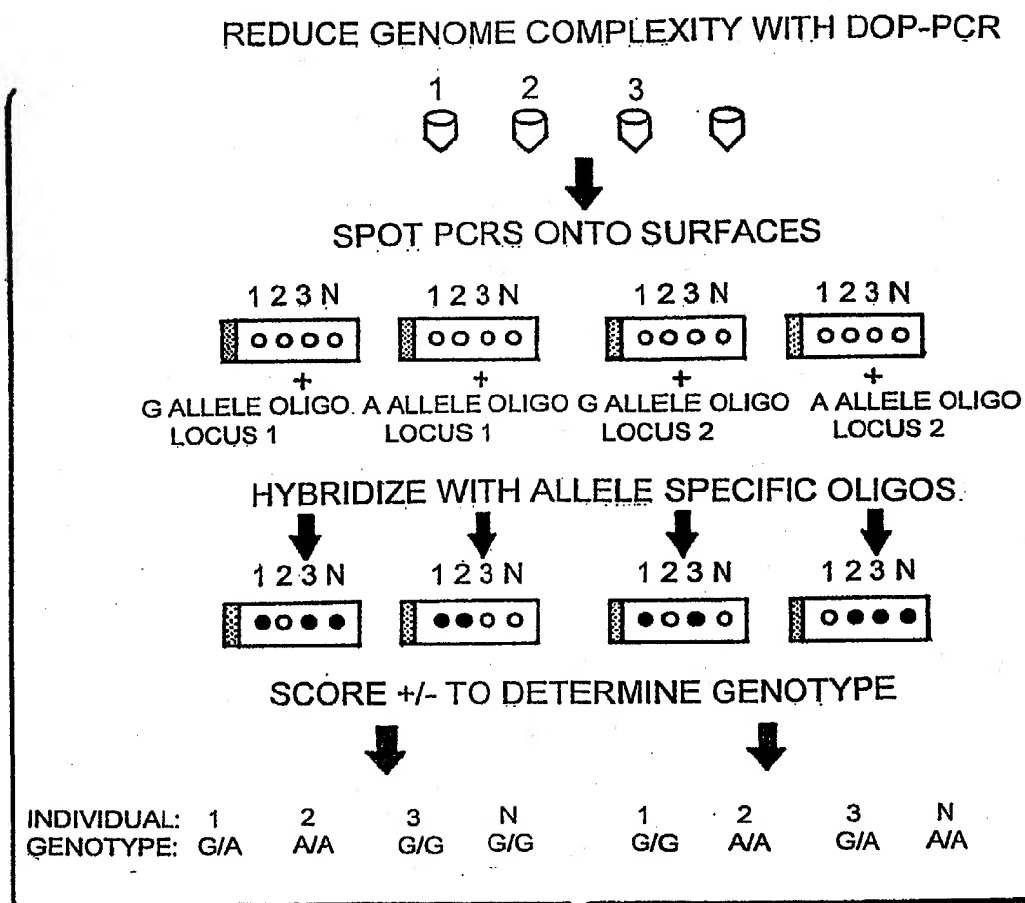 REDUCE GENOME COMPLEXITY WITH DOP-PCR
1 2 3
SPOT PCRS ONTO SURFACES
1 2 3 N 1 2 3 N 1 2 3 N 1 2 3 N
+ + + +
G ALLELE OLIGO. A ALLELE OLIGO G ALLELE OLIGO A ALLELE OLIGO
LOCUS 1 LOCUS 1 LOCUS 2 LOCUS 2
HYBRIDIZE WITH ALLELE SPECIFIC OLIGOS.
1 2 3 N 1 2 3 N 1 2 3 N 1 2 3 N
SCORE +/- TO DETERMINE GENOTYPE
INDIVIDUAL: 1 2 3 N 1 2 3 N
GENOTYPE: G/A A/A G/G G/G G/G A/A G/A A/A